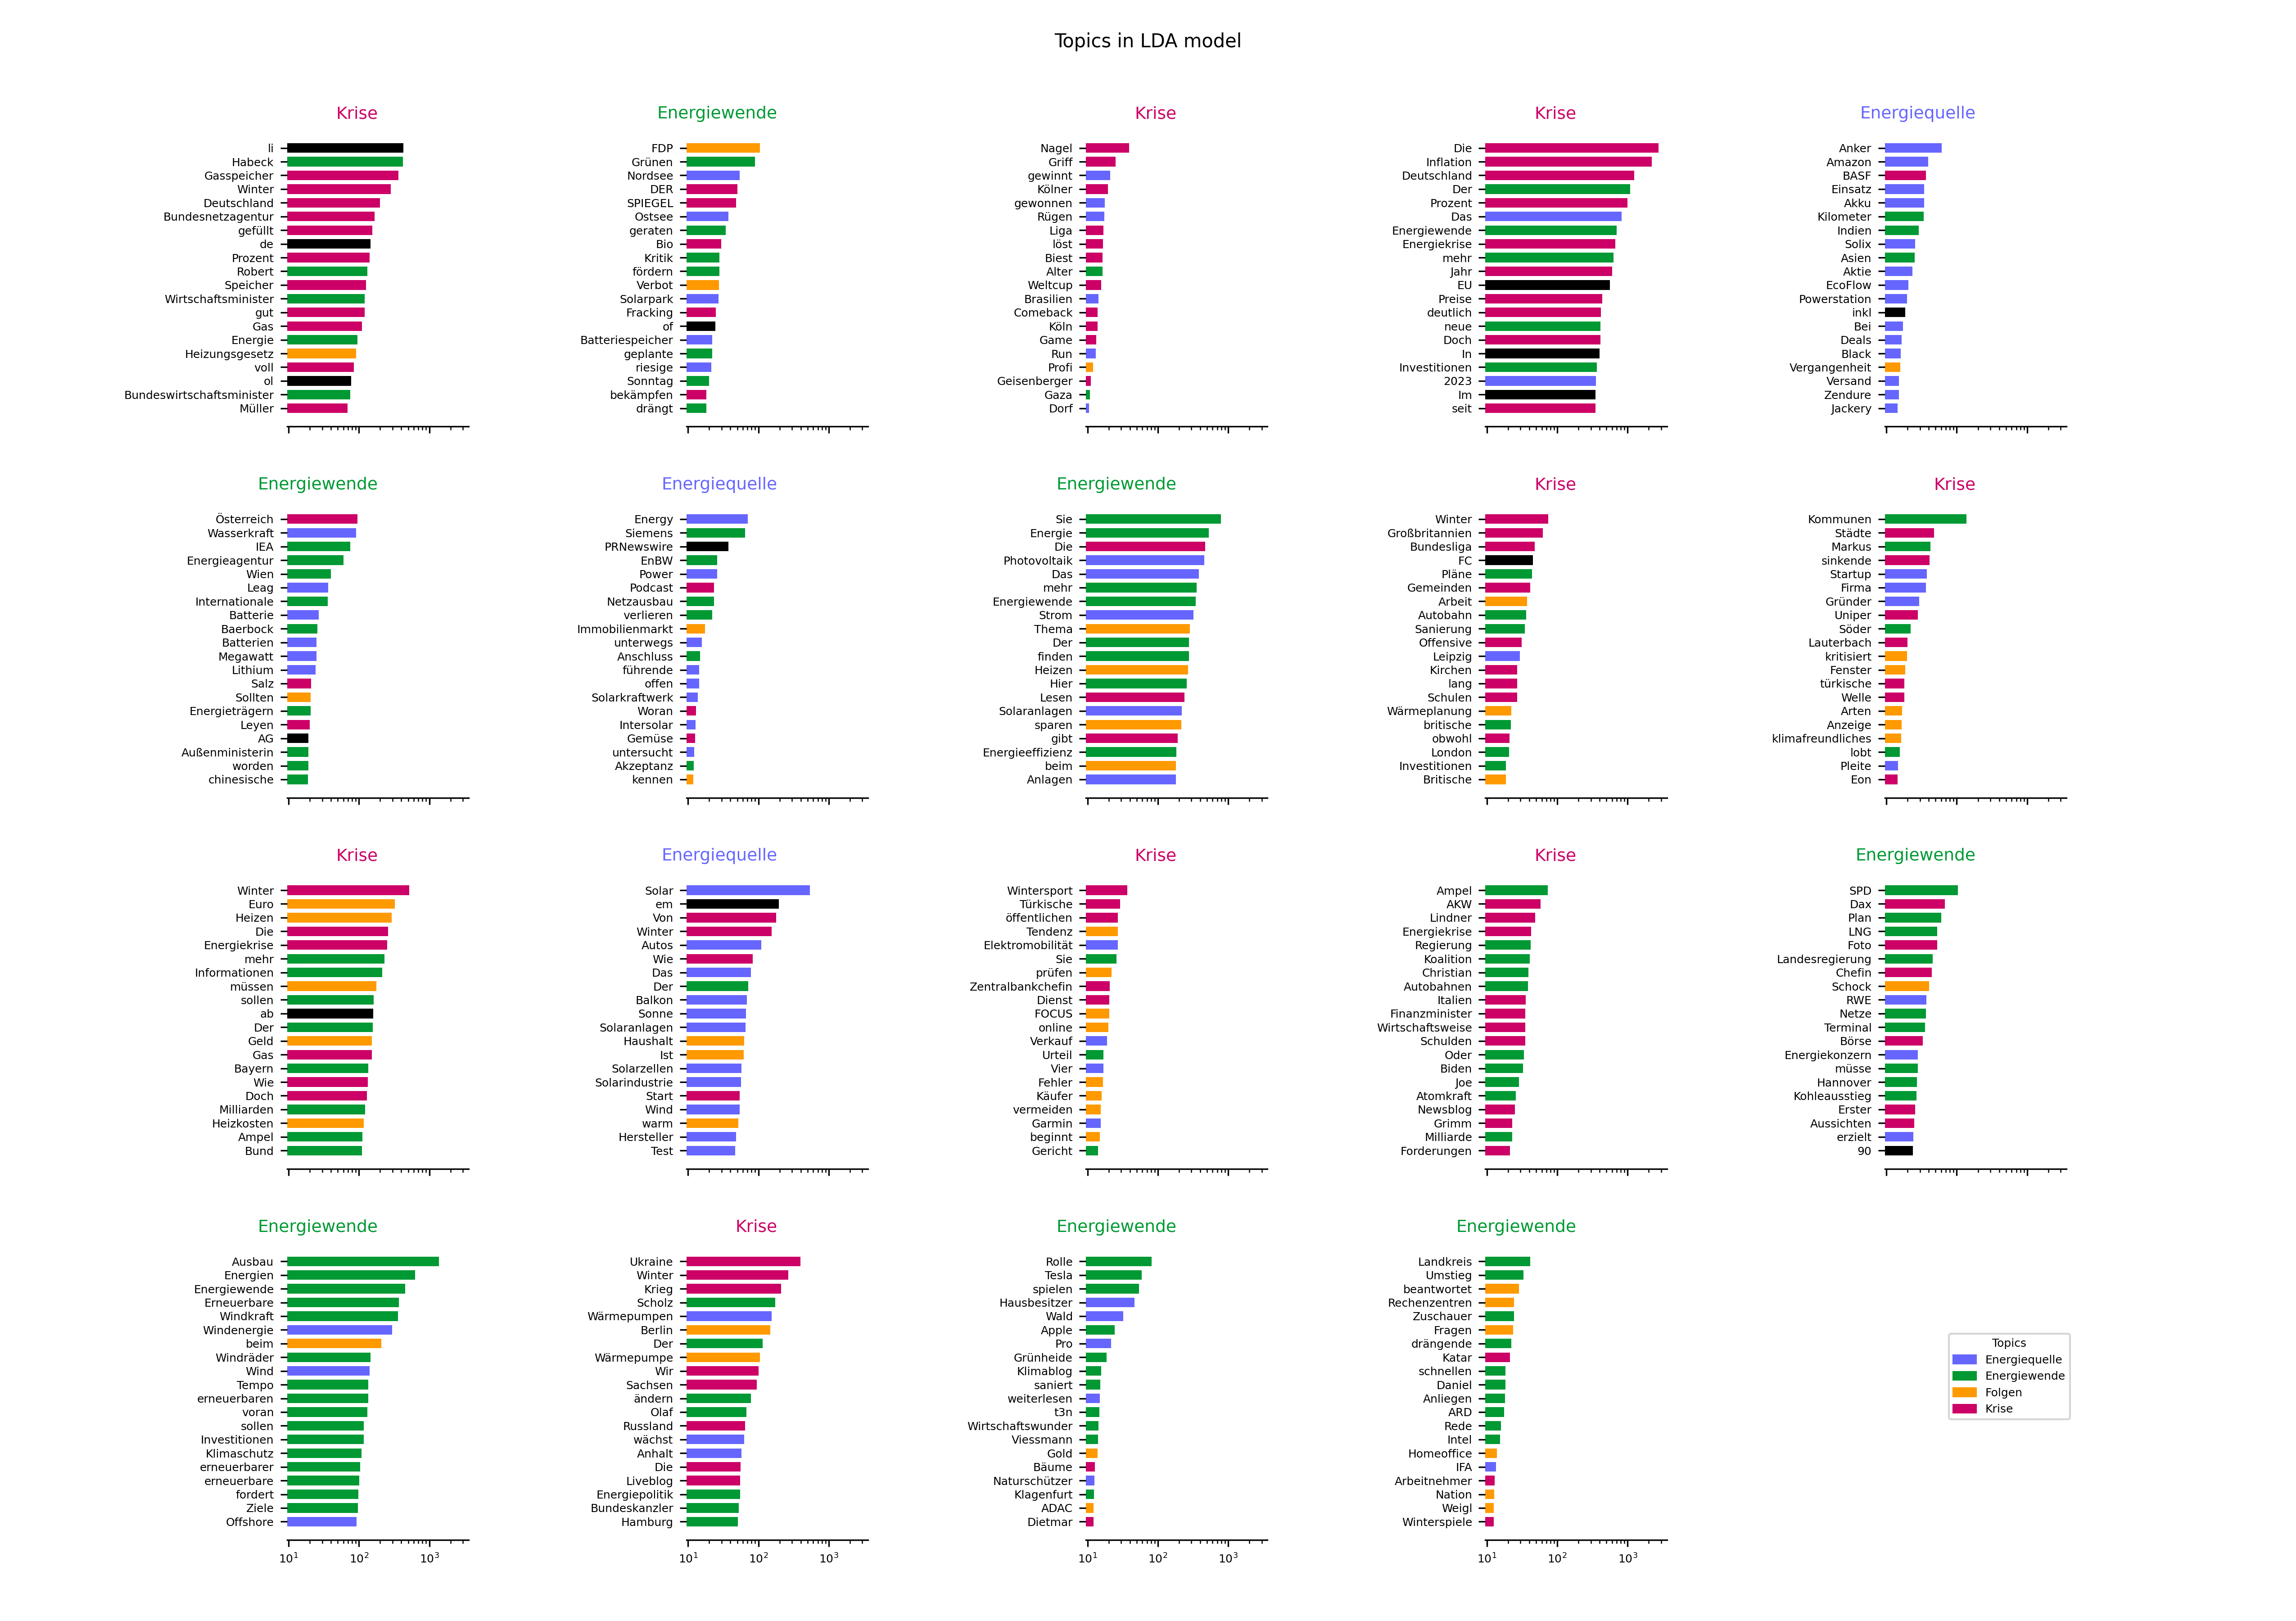 Topics in LDA model
Krise
li
Habeck
Gasspeicher
Winter
Deutschland
Bundesnetzagentur
gefüllt
de
Prozent
Robert
Speicher
Wirtschaftsminister
gut
Gas
Energie
Heizungsgesetz
voll
ol
Bundeswirtschaftsminister
Müller
Energiewende
FDP
Grünen
Nordsee
DER
SPIEGEL
Ostsee
geraten
Bio
Kritik
fördern
Verbot
Solarpark
Fracking
of
Batteriespeicher
geplante
riesige
Sonntag
bekämpfen
drängt
Krise
Nagel
Griff
gewinnt
Kölner
gewonnen
Rügen
Liga
löst
Biest
Alter
Weltcup
Brasilien
Comeback
Köln
Game
Run
Profi
Geisenberger
Gaza
Dorf
Krise
Die
Inflation
Deutschland
Der
Prozent
Das
Energiewende
Energiekrise
mehr
Jahr
EU
Preise
deutlich
neue
Doch
In
Investitionen
2023
Im
seit
Energiequelle
Anker
Amazon
BASF
Einsatz
Akku
Kilometer
Indien
Solix
Asien
Aktie
EcoFlow
Powerstation
inkl
Bei
Deals
Black
Vergangenheit
Versand
Zendure
Jackery
Energiewende
Österreich
Wasserkraft
IEA
Energieagentur
Wien
Leag
Internationale
Batterie
Baerbock
Batterien
Megawatt
Lithium
Salz
Sollten
Energieträgern
Leyen
AG
Außenministerin
worden
chinesische
Energiequelle
Energy
Siemens
PRNewswire
EnBW
Power
Podcast
Netzausbau
verlieren
Immobilienmarkt
unterwegs
Anschluss
führende
offen
Solarkraftwerk
Woran
Intersolar
Gemüse
untersucht
Akzeptanz
kennen
Energiewende
Sie
Energie
Die
Photovoltaik
Das
mehr
Energiewende
Strom
Thema
Der
finden
Heizen
Hier
Lesen
Solaranlagen
sparen
gibt
Energieeffizienz
beim
Anlagen
Krise
Winter
Großbritannien
Bundesliga
FC
Pläne
Gemeinden
Arbeit
Autobahn
Sanierung
Offensive
Leipzig
Kirchen
lang
Schulen
Wärmeplanung
britische
obwohl
London
Investitionen
Britische
Krise
Kommunen
Städte
Markus
sinkende
Startup
Firma
Gründer
Uniper
Söder
Lauterbach
kritisiert
Fenster
türkische
Welle
Arten
Anzeige
klimafreundliches
lobt
Pleite
Eon
Krise
Winter
Euro
Heizen
Die
Energiekrise
mehr
Informationen
müssen
sollen
ab
Der
Geld
Gas
Bayern
Wie
Doch
Milliarden
Heizkosten
Ampel
Bund
Energiequelle
Solar
em
Von
Winter
Autos
Wie
Das
Der
Balkon
Sonne
Solaranlagen
Haushalt
Ist
Solarzellen
Solarindustrie
Start
Wind
warm
Hersteller
Test
Krise
Wintersport
Türkische
öffentlichen
Tendenz
Elektromobilität
Sie
prüfen
Zentralbankchefin
Dienst
FOCUS
online
Verkauf
Urteil
Vier
Fehler
Käufer
vermeiden
Garmin
beginnt
Gericht
Krise
Ampel
AKW
Lindner
Energiekrise
Regierung
Koalition
Christian
Autobahnen
Italien
Finanzminister
Wirtschaftsweise
Schulden
Oder
Biden
Joe
Atomkraft
Newsblog
Grimm
Milliarde
Forderungen
Energiewende
SPD
Dax
Plan
LNG
Foto
Landesregierung
Chefin
Schock
RWE
Netze
Terminal
Börse
Energiekonzern
müsse
Hannover
Kohleausstieg
Erster
Aussichten
erzielt
90
Energiewende
Ausbau
Energien
Energiewende
Erneuerbare
Windkraft
Windenergie
beim
Windräder
Wind
Tempo
erneuerbaren
voran
sollen
Investitionen
Klimaschutz
erneuerbarer
erneuerbare
fordert
Ziele
Offshore
10¹ 10² 10³
Krise
Ukraine
Winter
Krieg
Scholz
Wärmepumpen
Berlin
Der
Wärmepumpe
Wir
Sachsen
ändern
Olaf
Russland
wächst
Anhalt
Die
Liveblog
Energiepolitik
Bundeskanzler
Hamburg
10¹ 10² 10³
Energiewende
Rolle
Tesla
spielen
Hausbesitzer
Wald
Apple
Pro
Grünheide
Klimablog
saniert
weiterlesen
t3n
Wirtschaftswunder
Viessmann
Gold
Bäume
Naturschützer
Klagenfurt
ADAC
Dietmar
10¹ 10² 10³
Energiewende
Landkreis
Umstieg
beantwortet
Rechenzentren
Zuschauer
Fragen
drängende
Katar
schnellen
Daniel
Anliegen
ARD
Rede
Intel
Homeoffice
IFA
Arbeitnehmer
Nation
Weigl
Winterspiele
10¹ 10² 10³
Topics
Energiequelle
Energiewende
Folgen
Krise